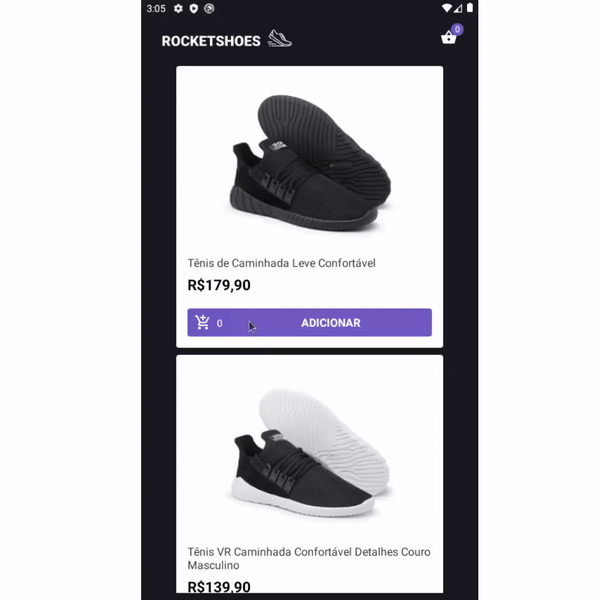 3:05
ROCKETSHOES
0
Tênis de Caminhada Leve Confortável
R$179,90
0 ADICIONAR
Tênis VR Caminhada Confortável Detalhes Couro
Masculino
R$139,90